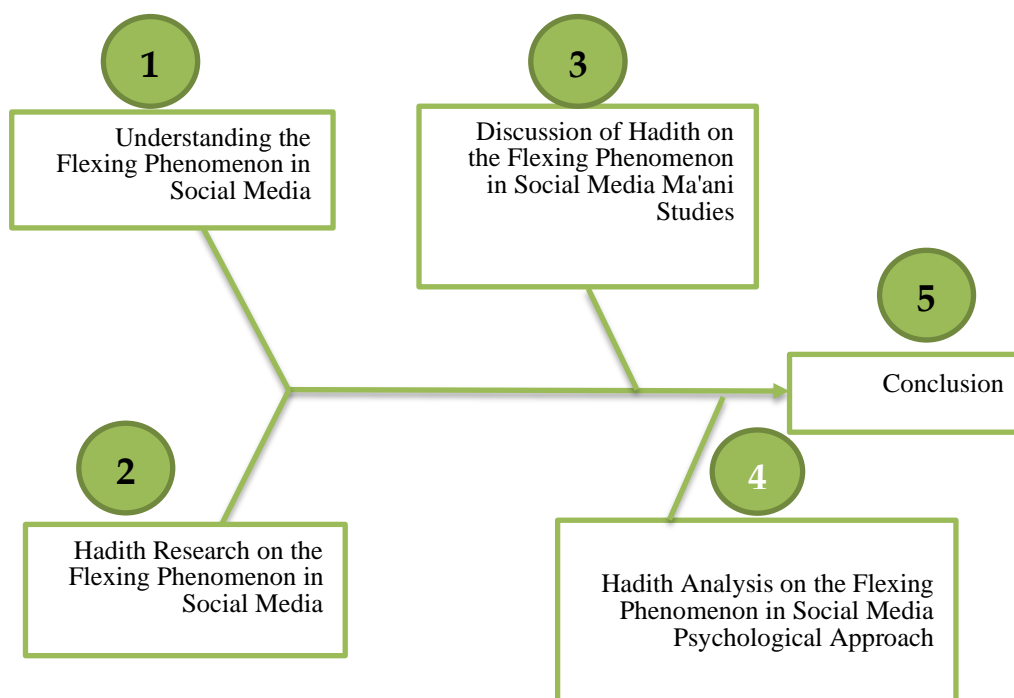 1
Understanding the
Flexing Phenomenon in
Social Media
2
Hadith Research on the
Flexing Phenomenon in
Social Media
3
Discussion of Hadith on
the Flexing Phenomenon
in Social Media Ma'ani
Studies
4
Hadith Analysis on the Flexing
Phenomenon in Social Media
Psychological Approach
5
Conclusion